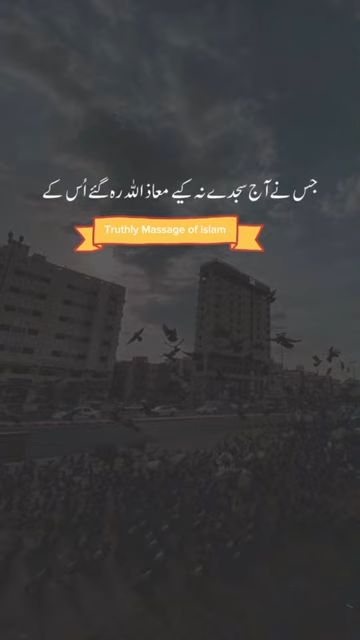 جس نے آج سجدے نہ کیے معاذ اللہ رہ گئے اُس کے
Truthly Massage of Islam